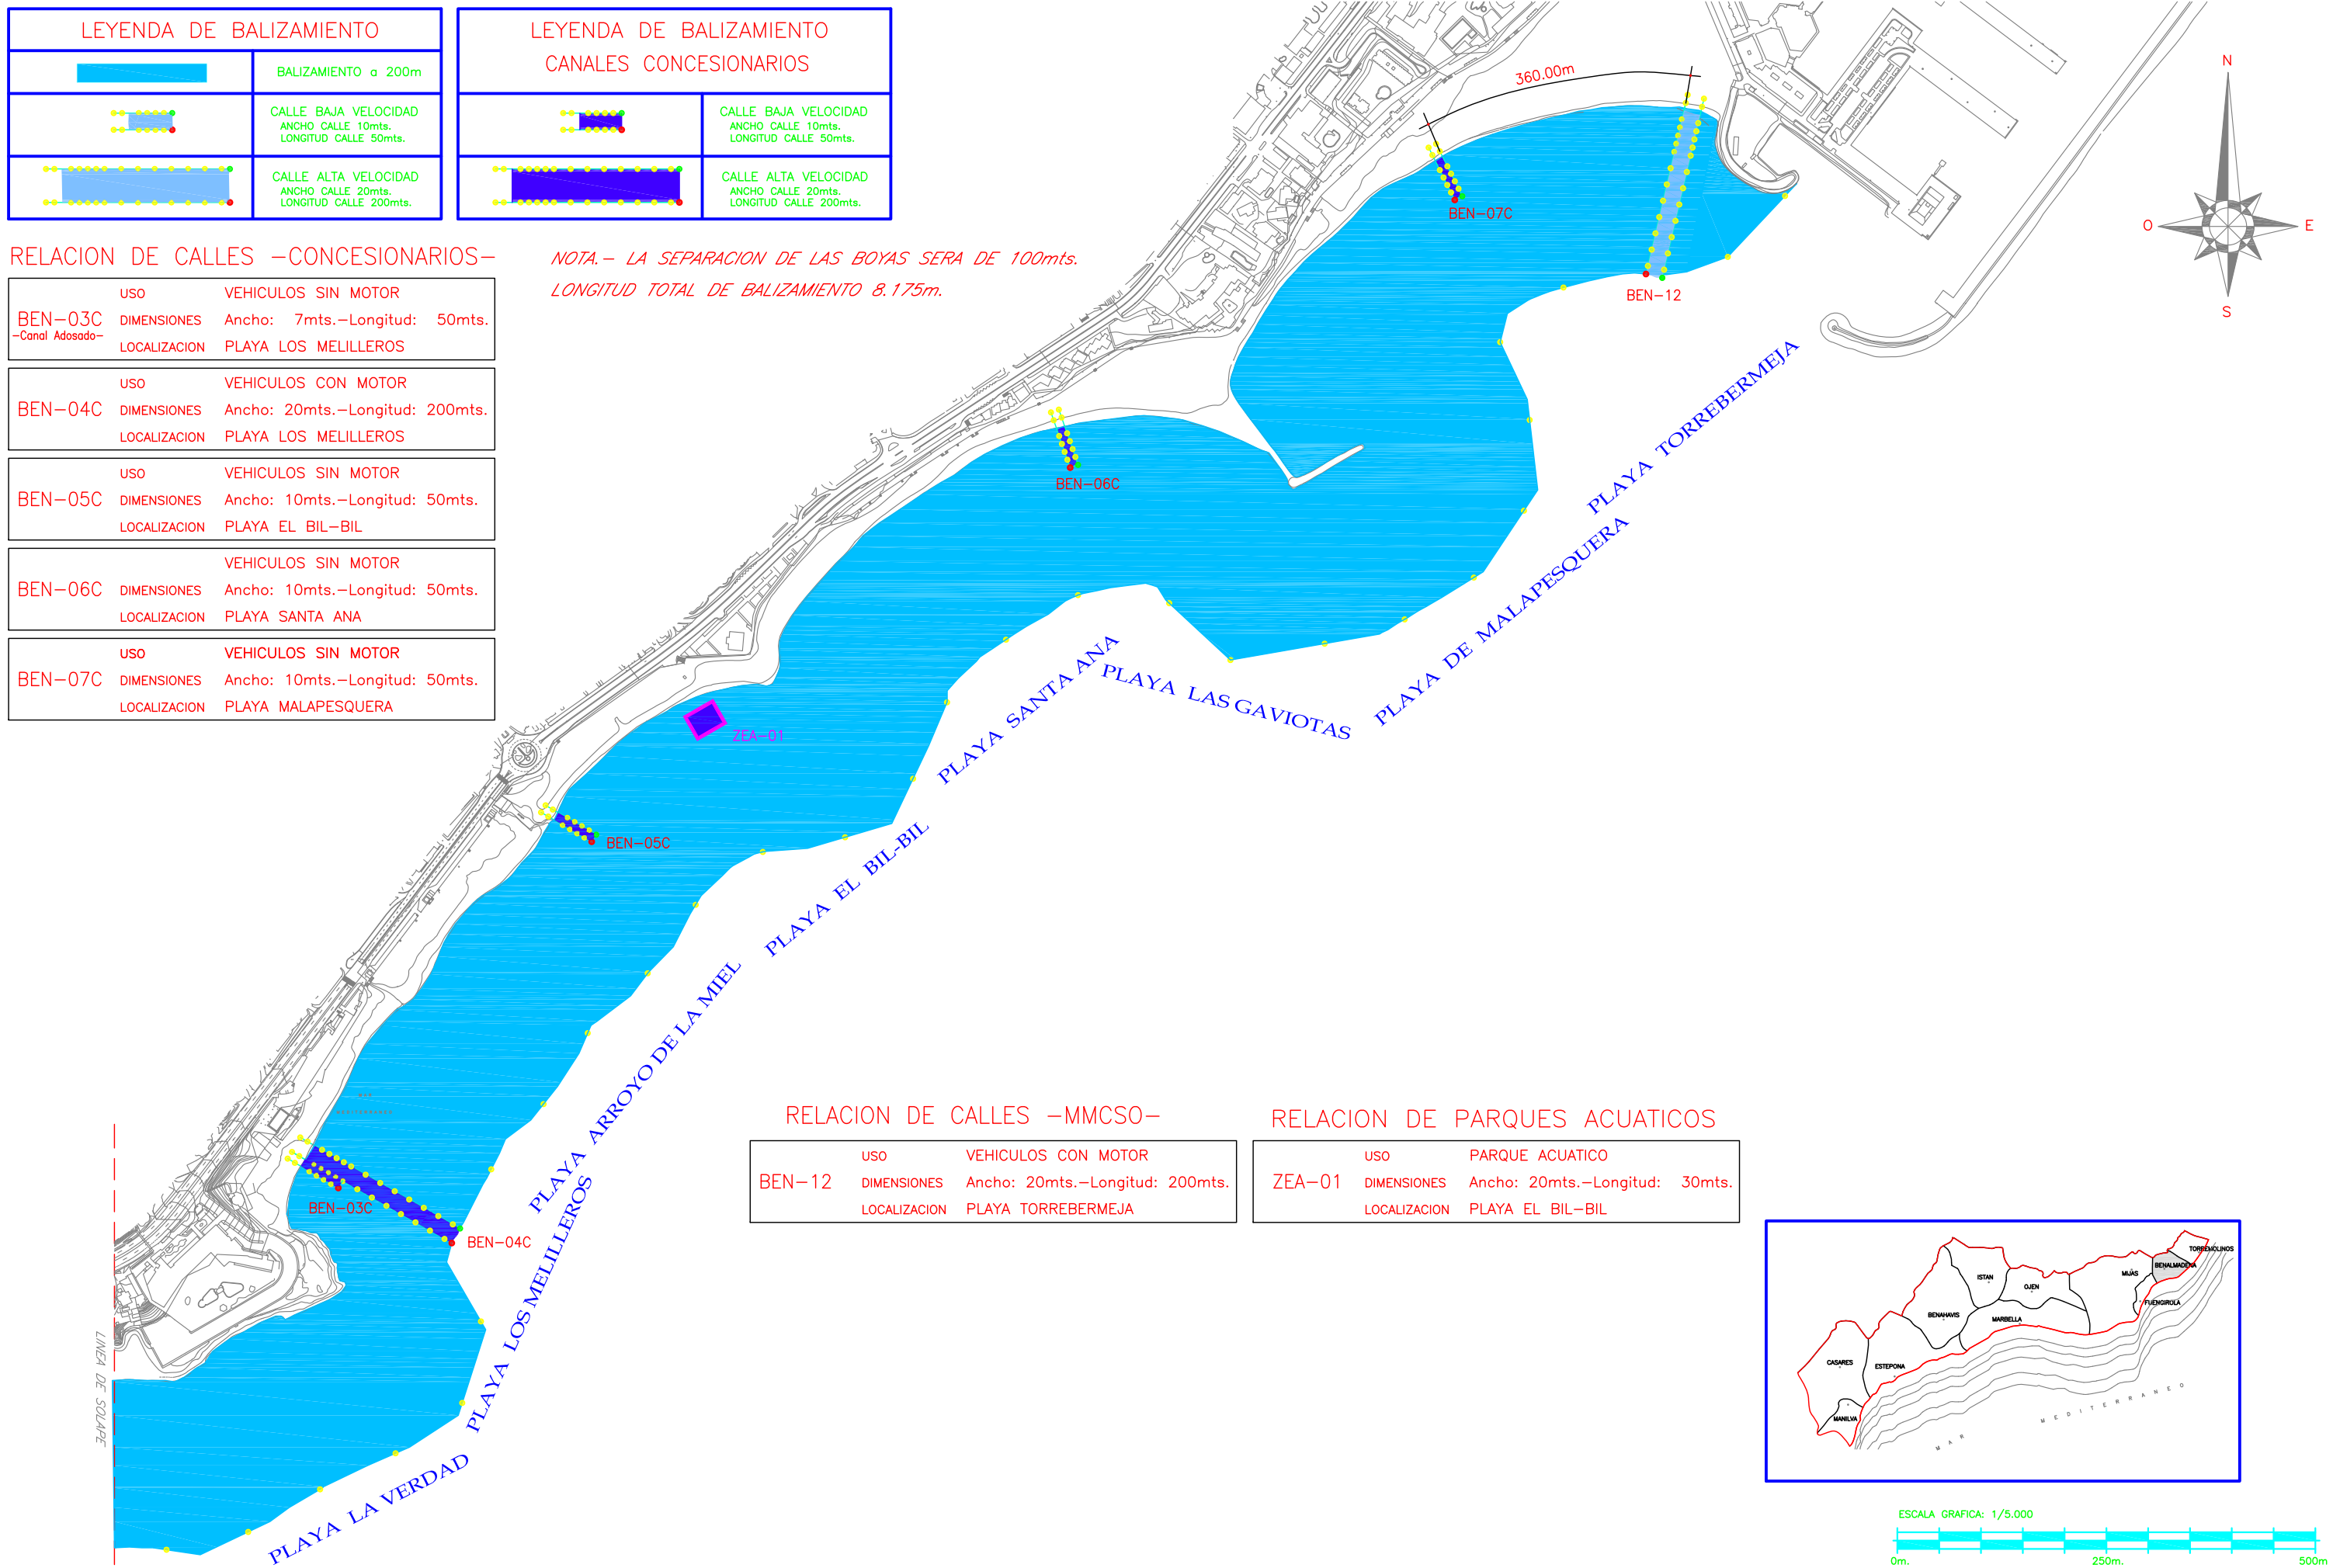 LEYENDA DE BALIZAMIENTO
BALIZAMIENTO a 200m
CALLE BAJA VELOCIDAD
ANCHO CALLE 10mts.
LONGITUD CALLE 50mts.
CALLE ALTA VELOCIDAD
ANCHO CALLE 20mts.
LONGITUD CALLE 200mts.
LEYENDA DE BALIZAMIENTO
CANALES CONCESIONARIOS
CALLE BAJA VELOCIDAD
ANCHO CALLE 10mts.
LONGITUD CALLE 50mts.
CALLE ALTA VELOCIDAD
ANCHO CALLE 20mts.
LONGITUD CALLE 200mts.
RELACION DE CALLES -CONCESIONARIOS-
USO VEHICULOS SIN MOTOR
BEN-03C DIMENSIONES Ancho: 7mts.-Longitud: 50mts.
-Canal Adosado-
LOCALIZACION PLAYA LOS MELILLEROS
USO VEHICULOS CON MOTOR
BEN-04C DIMENSIONES Ancho: 20mts.-Longitud: 200mts.
LOCALIZACION PLAYA LOS MELILLEROS
USO VEHICULOS SIN MOTOR
BEN-05C DIMENSIONES Ancho: 10mts.-Longitud: 50mts.
LOCALIZACION PLAYA EL BIL-BIL
VEHICULOS SIN MOTOR
BEN-06C DIMENSIONES Ancho: 10mts.-Longitud: 50mts.
LOCALIZACION PLAYA SANTA ANA
USO VEHICULOS SIN MOTOR
BEN-07C DIMENSIONES Ancho: 10mts.-Longitud: 50mts.
LOCALIZACION PLAYA MALAPESQUERA
NOTA.- LA SEPARACION DE LAS BOYAS SERA DE 100mts.
LONGITUD TOTAL DE BALIZAMIENTO 8.175m.
360.00m
BEN-07C
BEN-12
N
O
E
S
BEN-06C
ZEA-01
BEN-05C
BEN-03C
BEN-04C
PLAYA TORREBERMEJA
PLAYA DE MALAPESQUERA
PLAYA LAS GAVIOTAS
PLAYA SANTA ANA
PLAYA EL BIL-BIL
PLAYA ARROYO DE LA MIEL
PLAYA LOS MELILLEROS
PLAYA LA VERDAD
LINEA DE SOLAPE
RELACION DE CALLES -MMCSO-
USO VEHICULOS CON MOTOR
BEN-12 DIMENSIONES Ancho: 20mts.-Longitud: 200mts.
LOCALIZACION PLAYA TORREBERMEJA
RELACION DE PARQUES ACUATICOS
USO PARQUE ACUATICO
ZEA-01 DIMENSIONES Ancho: 20mts.-Longitud: 30mts.
LOCALIZACION PLAYA EL BIL-BIL
TORREMOLINOS
BENALMADENA
MIJAS
ISTAN
OJEN
FUENGIROLA
BENAHAVIS
MARBELLA
CASARES
ESTEPONA
MANILVA
MAR MEDITERRANEO
ESCALA GRAFICA: 1/5.000
0m. 250m. 500m